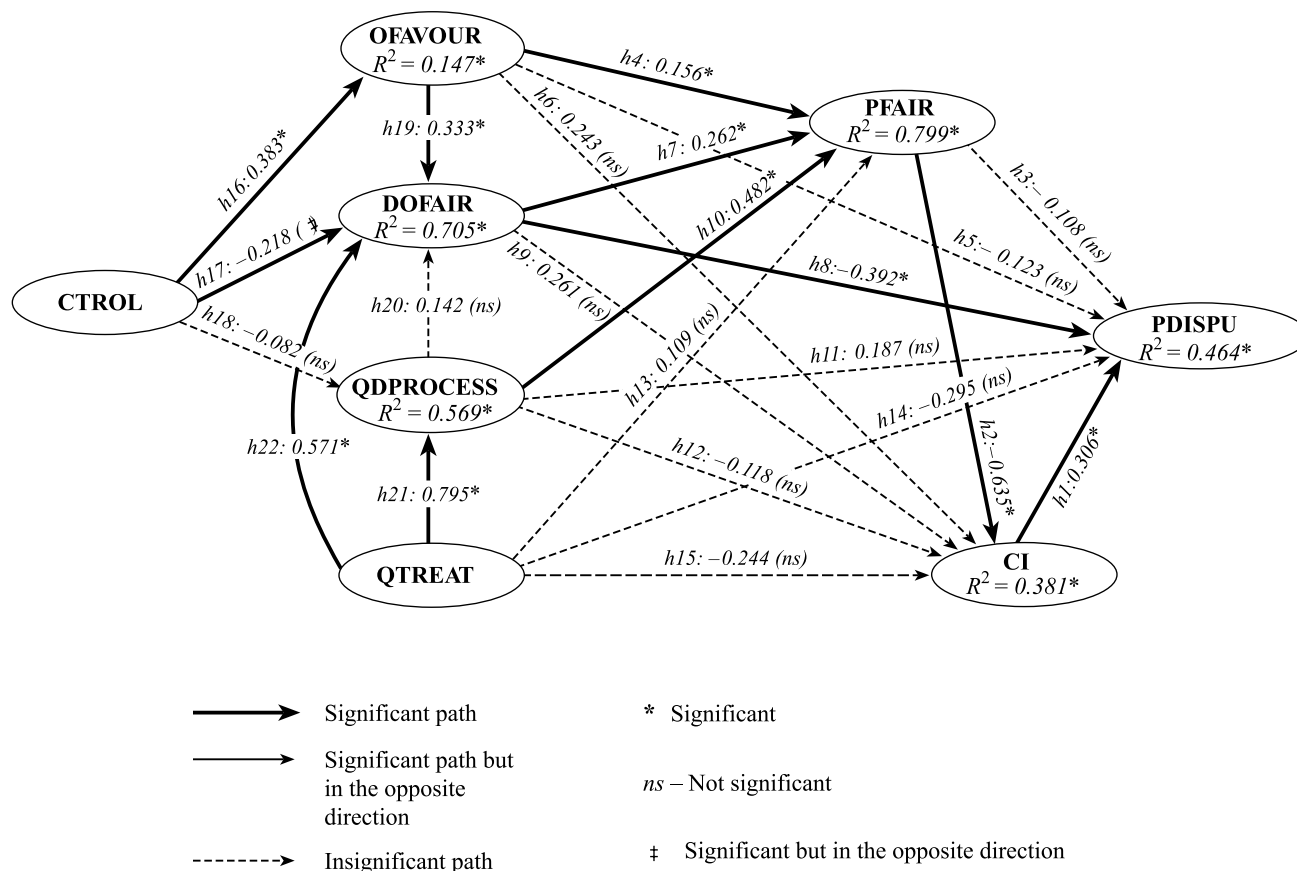 OFAVOUR
R2 = 0.147*
h4: 0.156*
PFAIR
R2 = 0.799*
h6: 0.243 (ns)
h19: 0.333*
h7: 0.262*
h16: 0.383*
h3:– 0.108 (ns)
DOFAIR
R2 = 0.705*
h10: 0.482*
h5:– 0.123 (ns)
h17: –0.218 (‡)
h9: 0.261 (ns)
h8:–0.392*
CTROL
h20: 0.142 (ns)
h18: –0.082 (ns)
PDISPU
R2 = 0.464*
h13: 0.109 (ns)
h11: 0.187 (ns)
QDPROCESS
R2 = 0.569*
h14: –0.295 (ns)
h22: 0.571*
h12: –0.118 (ns)
h2:–0.635*
h1:0.306*
h21: 0.795*
QTREAT
h15: –0.244 (ns)
CI
R2 = 0.381*
Significant path
* Significant
Significant path but
in the opposite
direction
ns – Not significant
Insignificant path
‡ Significant but in the opposite direction